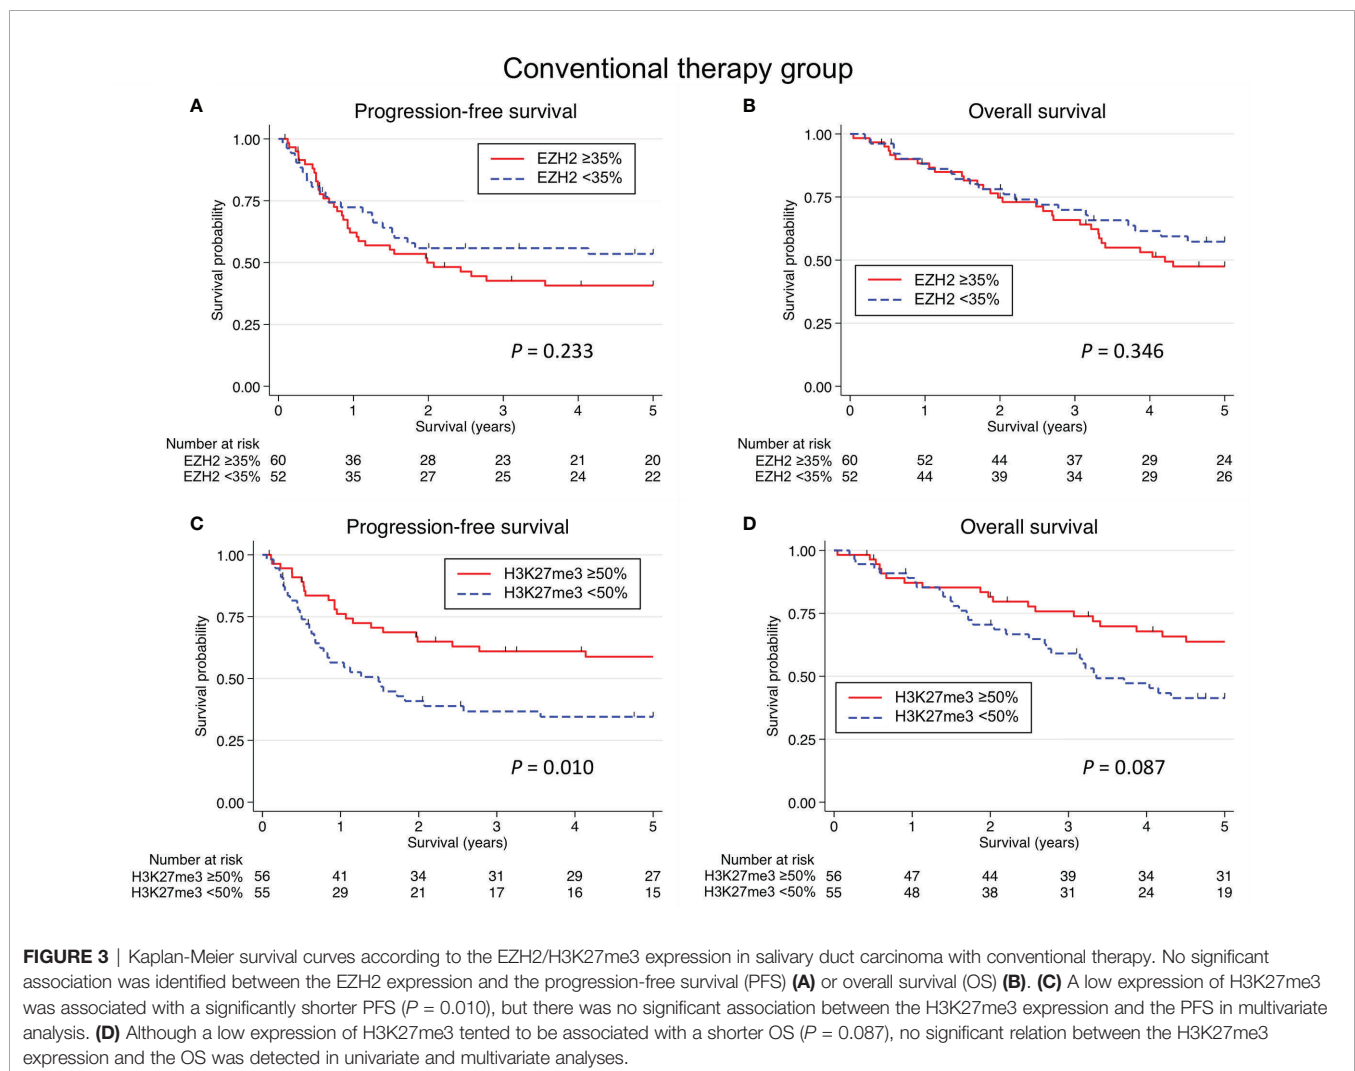 Conventional therapy group
A
Progression-free survival
1.00
0.75
0.50
0.25
0.00
Survival probability
EZH2 ≥35%
EZH2 <35%
P = 0.233
0 1 2 3 4 5
Survival (years)
Number at risk
EZH2 ≥35% 60 36 28 23 21 20
EZH2 <35% 52 35 27 25 24 22
B
Overall survival
1.00
0.75
0.50
0.25
0.00
Survival probability
EZH2 ≥35%
EZH2 <35%
P = 0.346
0 1 2 3 4 5
Survival (years)
Number at risk
EZH2 ≥35% 60 52 44 37 29 24
EZH2 <35% 52 44 39 34 29 26
C
Progression-free survival
1.00
0.75
0.50
0.25
0.00
Survival probability
H3K27me3 ≥50%
H3K27me3 <50%
P = 0.010
0 1 2 3 4 5
Survival (years)
Number at risk
H3K27me3 ≥50% 56 41 34 31 29 27
H3K27me3 <50% 55 29 21 17 16 15
D
Overall survival
1.00
0.75
0.50
0.25
0.00
Survival probability
H3K27me3 ≥50%
H3K27me3 <50%
P = 0.087
0 1 2 3 4 5
Survival (years)
Number at risk
H3K27me3 ≥50% 56 47 44 39 34 31
H3K27me3 <50% 55 48 38 31 24 19
FIGURE 3 | Kaplan-Meier survival curves according to the EZH2/H3K27me3 expression in salivary duct carcinoma with conventional therapy. No significant
association was identified between the EZH2 expression and the progression-free survival (PFS) (A) or overall survival (OS) (B). (C) A low expression of H3K27me3
was associated with a significantly shorter PFS (P = 0.010), but there was no significant association between the H3K27me3 expression and the PFS in multivariate
analysis. (D) Although a low expression of H3K27me3 tented to be associated with a shorter OS (P = 0.087), no significant relation between the H3K27me3
expression and the OS was detected in univariate and multivariate analyses.